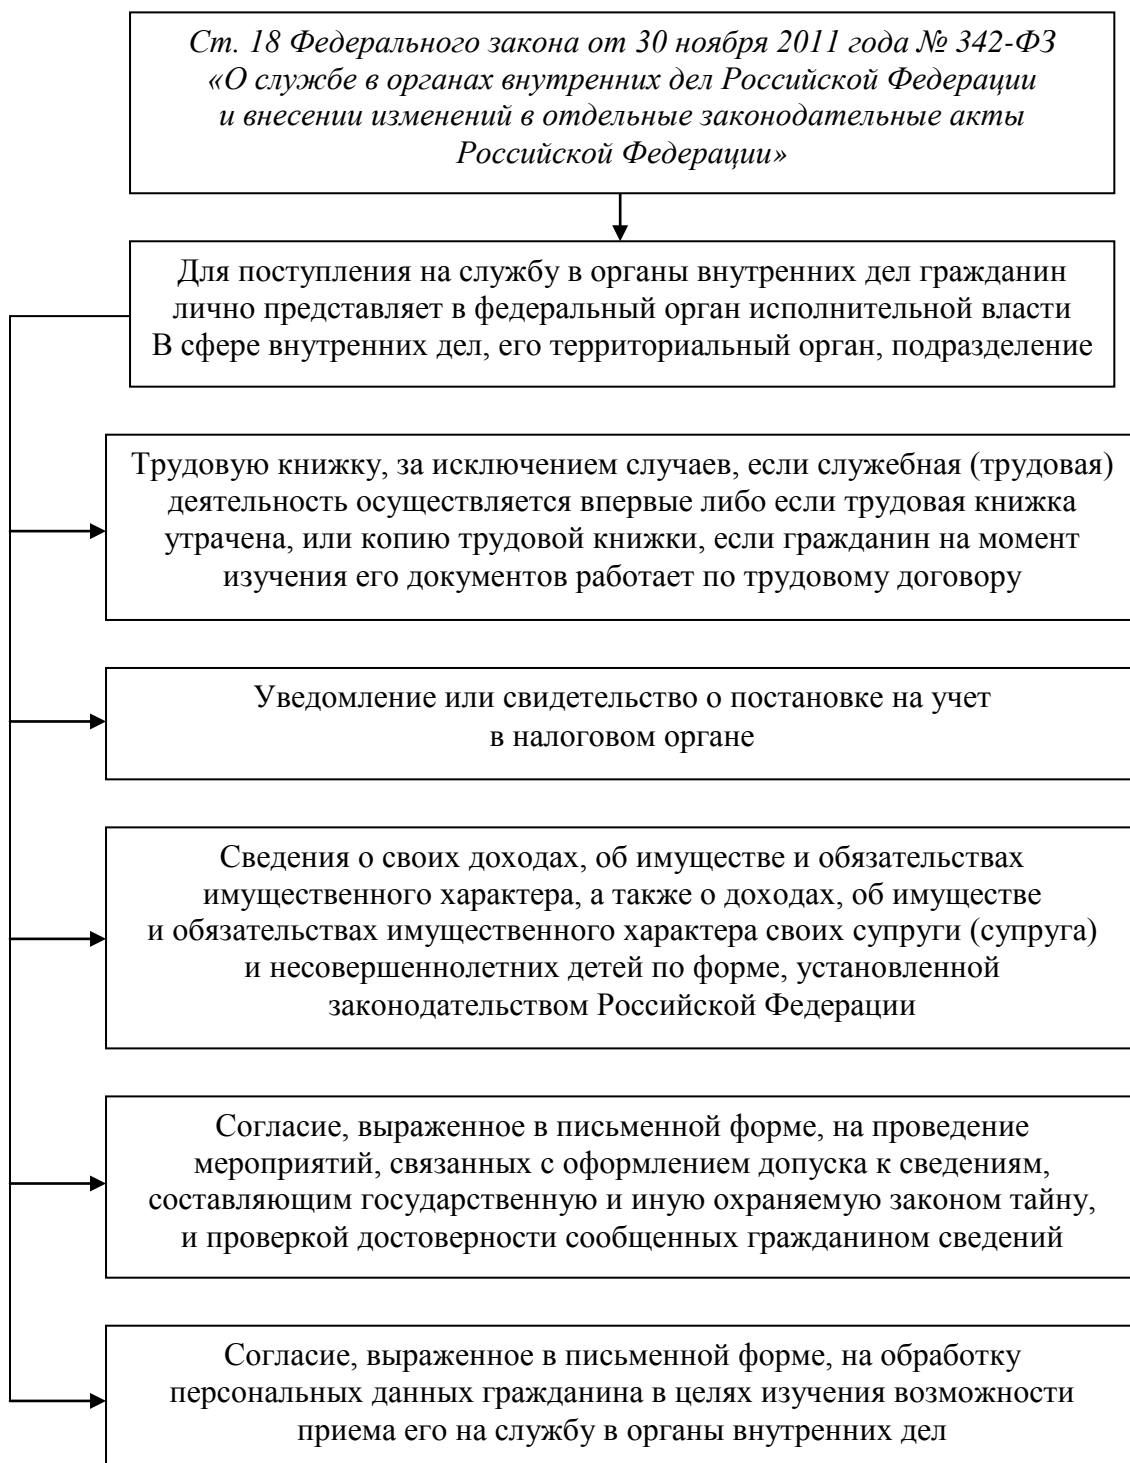 Ст. 18 Федерального закона от 30 ноября 2011 года № 342-ФЗ
«О службе в органах внутренних дел Российской Федерации
и внесении изменений в отдельные законодательные акты
Российской Федерации»
Для поступления на службу в органы внутренних дел гражданин
лично представляет в федеральный орган исполнительной власти
В сфере внутренних дел, его территориальный орган, подразделение
Трудовую книжку, за исключением случаев, если служебная (трудовая)
деятельность осуществляется впервые либо если трудовая книжка
утрачена, или копию трудовой книжки, если гражданин на момент
изучения его документов работает по трудовому договору
Уведомление или свидетельство о постановке на учет
в налоговом органе
Сведения о своих доходах, об имуществе и обязательствах
имущественного характера, а также о доходах, об имуществе
и обязательствах имущественного характера своих супруги (супруга)
и несовершеннолетних детей по форме, установленной
законодательством Российской Федерации
Согласие, выраженное в письменной форме, на проведение
мероприятий, связанных с оформлением допуска к сведениям,
составляющим государственную и иную охраняемую законом тайну,
и проверкой достоверности сообщенных гражданином сведений
Согласие, выраженное в письменной форме, на обработку
персональных данных гражданина в целях изучения возможности
приема его на службу в органы внутренних дел